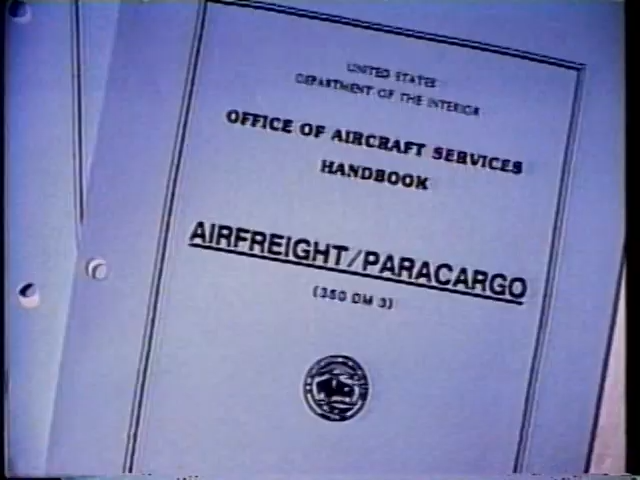 UNITED STATES
DEPARTMENT OF THE INTERIOR
OFFICE OF AIRCRAFT SERVICES
HANDBOOK
AIRFREIGHT/PARACARGO
(350 DM 3)